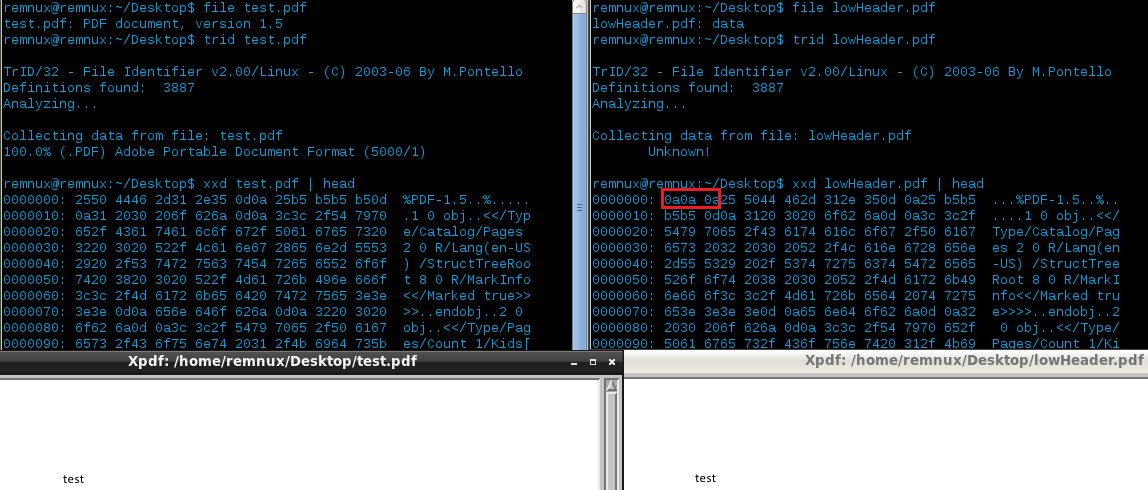 remnux@remnux:~/Desktop$ file test.pdf
test.pdf: PDF document, version 1.5
remnux@remnux:~/Desktop$ trid test.pdf
TrID/32 - File Identifier v2.00/Linux - (C) 2003-06 By M.Pontello
Definitions found:  3887
Analyzing...
Collecting data from file: test.pdf
100.0% (.PDF) Adobe Portable Document Format (5000/1)
remnux@remnux:~/Desktop$ xxd test.pdf | head
0000000: 2550 4446 2d31 2e35 0d0a 25b5 b5b5 b50d  %PDF-1.5..%.....
0000010: 0a31 2030 206f 626a 0d0a 3c3c 2f54 7970  .1 0 obj..<</Typ
0000020: 652f 4361 7461 6c6f 672f 5061 6765 7320  e/Catalog/Pages
0000030: 3220 3020 522f 4c61 6e67 2865 6e2d 5553  2 0 R/Lang(en-US
0000040: 2920 2f53 7472 7563 7454 7265 6552 6f6f  ) /StructTreeRoo
0000050: 7420 3820 3020 522f 4d61 726b 496e 666f  t 8 0 R/MarkInfo
0000060: 3c3c 2f4d 6172 6b65 6420 7472 7565 3e3e  <</Marked true>>
0000070: 3e3e 0d0a 656e 646f 626a 0d0a 3220 3020  >>..endobj..2 0
0000080: 6f62 6a0d 0a3c 3c2f 5479 7065 2f50 6167  obj..<</Type/Pag
0000090: 6573 2f43 6f75 6e74 2031 2f4b 6964 735b  es/Count 1/Kids[
remnux@remnux:~/Desktop$ file lowHeader.pdf
lowHeader.pdf: data
remnux@remnux:~/Desktop$ trid lowHeader.pdf
TrID/32 - File Identifier v2.00/Linux - (C) 2003-06 By M.Pontello
Definitions found:  3887
Analyzing...
Collecting data from file: lowHeader.pdf
Unknown!
remnux@remnux:~/Desktop$ xxd lowHeader.pdf | head
0000000: 0a0a 0a25 5044 462d 312e 350d 0a25 b5b5  ...%PDF-1.5..%..
0000010: b5b5 0d0a 3120 3020 6f62 6a0d 0a3c 3c2f  ....1 0 obj..<</
0000020: 5479 7065 2f43 6174 616c 6f67 2f50 6167  Type/Catalog/Pag
0000030: 6573 2032 2030 2052 2f4c 616e 6728 656e  es 2 0 R/Lang(en
0000040: 2d55 5329 202f 5374 7275 6374 5472 6565  -US) /StructTree
0000050: 526f 6f74 2038 2030 2052 2f4d 6172 6b49  Root 8 0 R/MarkI
0000060: 6e66 6f3c 3c2f 4d61 726b 6564 2074 7275  nfo<</Marked tru
0000070: 653e 3e3e 3e0d 0a65 6e64 6f62 6a0d 0a32  e>>>>..endobj..2
0000080: 2030 206f 626a 0d0a 3c3c 2f54 7970 652f   0 obj..<</Type/
0000090: 5061 6765 732f 436f 756e 7420 312f 4b69  Pages/Count 1/Ki
Xpdf: /home/remnux/Desktop/test.pdf
test
Xpdf: /home/remnux/Desktop/lowHeader.pdf
test